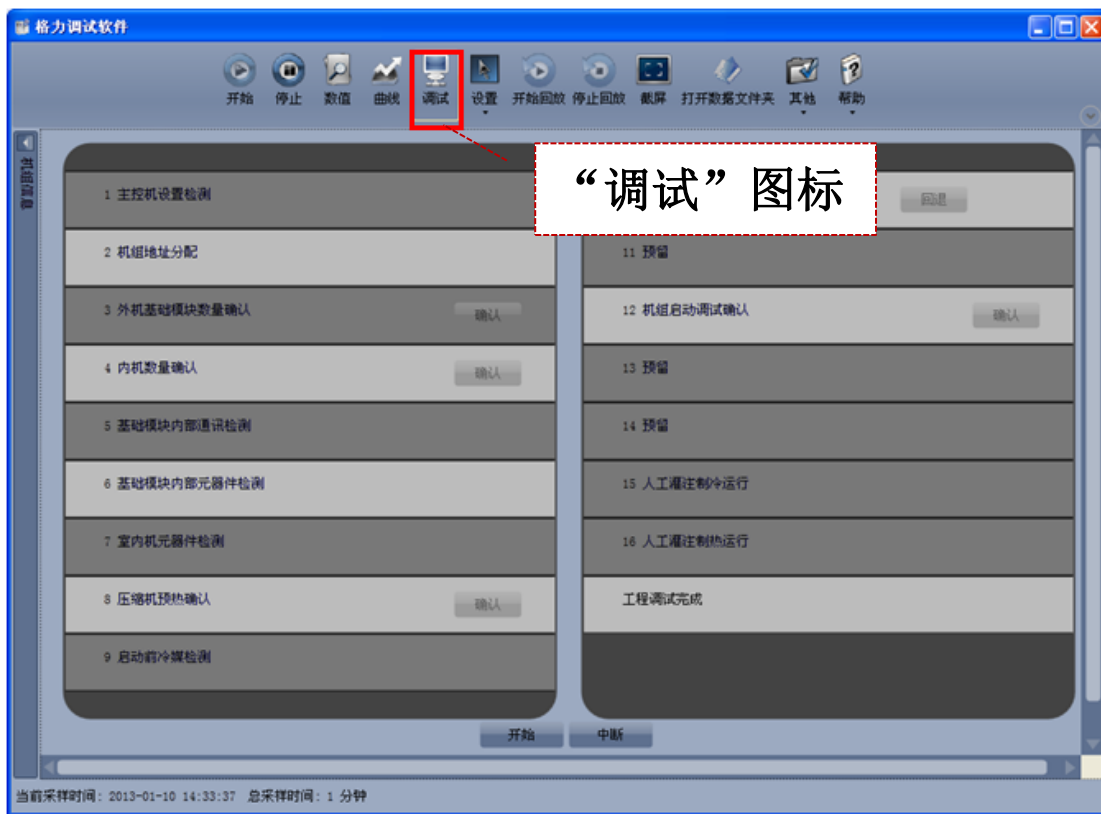 格力调试软件
开始 停止 数值 曲线 调试 设置 开始回放 停止回放 截屏 打开数据文件夹 其他 帮助
机组信息
“调试”图标
1 主控机设置检测
2 机组地址分配
3 外机基础模块数量确认 确认
4 内机数量确认 确认
5 基础模块内部通讯检测
6 基础模块内部元器件检测
7 室内机元器件检测
8 压缩机预热确认 确认
9 启动前冷媒检测
回退
11 预留
12 机组启动调试确认 确认
13 预留
14 预留
15 人工灌注制冷运行
16 人工灌注制热运行
工程调试完成
开始 中断
当前采样时间: 2013-01-10 14:33:37 总采样时间: 1 分钟